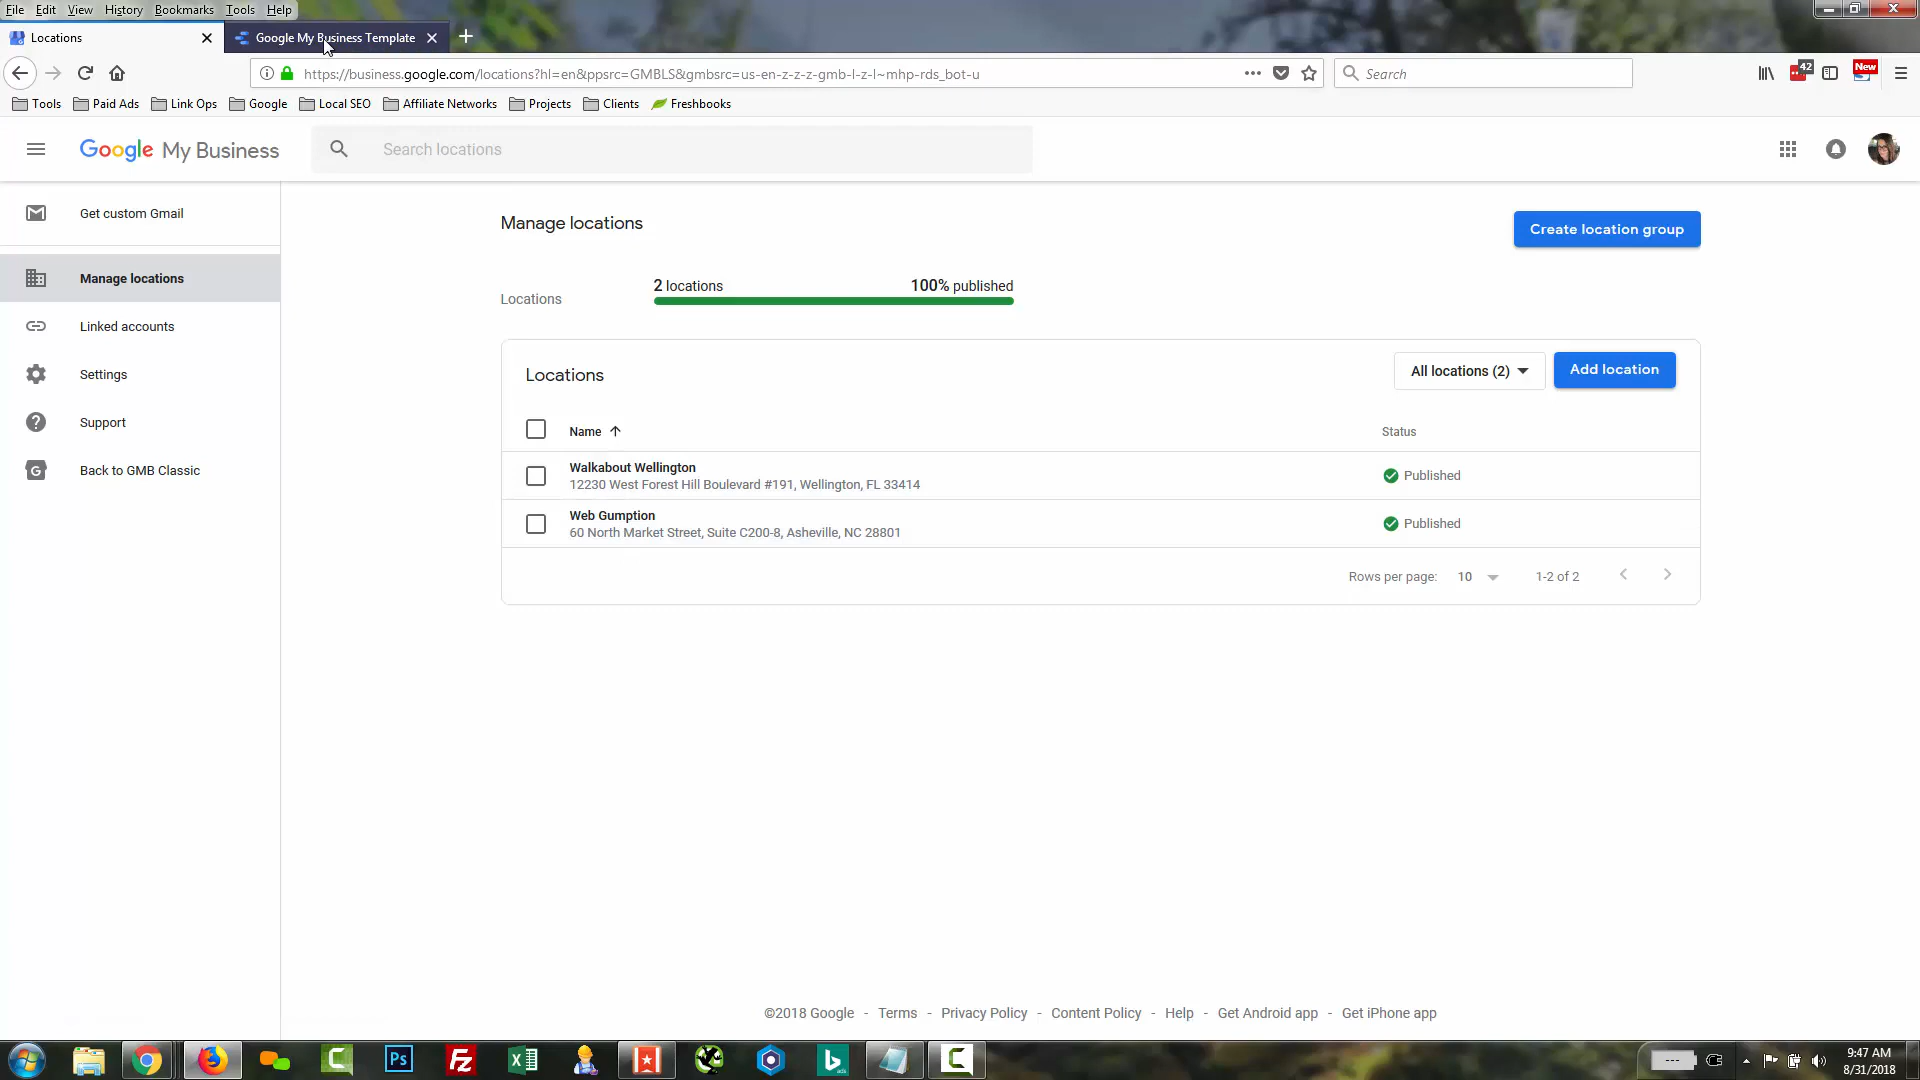 File Edit View History Bookmarks Tools Help
Locations
Google My Business Template
https://business.google.com/locations?hl=en&ppsrc=GMBLS&gmbsrc=us-en-z-z-z-gmb-l-z-l~mhp-rds_bot-u
Search
42
New
Tools Paid Ads Link Ops Google Local SEO Affiliate Networks Projects Clients Freshbooks
Google My Business
Search locations
Get custom Gmail
Manage locations
Linked accounts
Settings
Support
G Back to GMB Classic
Manage locations
Create location group
Locations
2 locations 100% published
Locations
All locations (2)
Add location
Name Status
Walkabout Wellington
12230 West Forest Hill Boulevard #191, Wellington, FL 33414
Published
Web Gumption
60 North Market Street, Suite C200-8, Asheville, NC 28801
Published
Rows per page: 10 1-2 of 2
©2018 Google - Terms - Privacy Policy - Content Policy - Help - Get Android app - Get iPhone app
C Ps Fz X b ads C
---
9:47 AM
8/31/2018